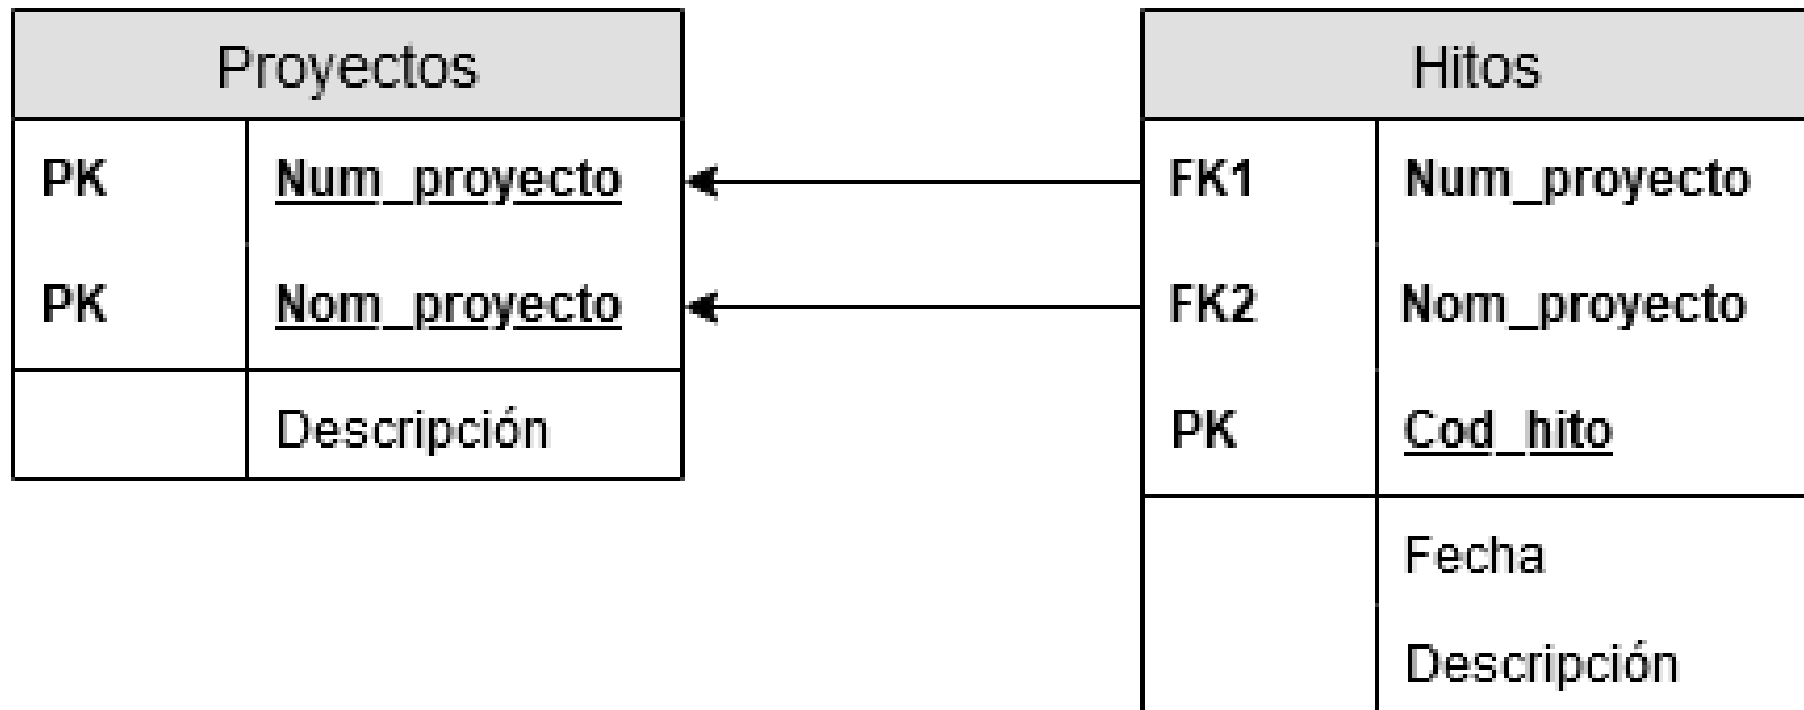 Proyectos
PK Num_proyecto
PK Nom_proyecto
Descripción
Hitos
FK1 Num_proyecto
FK2 Nom_proyecto
PK Cod_hito
Fecha
Descripción